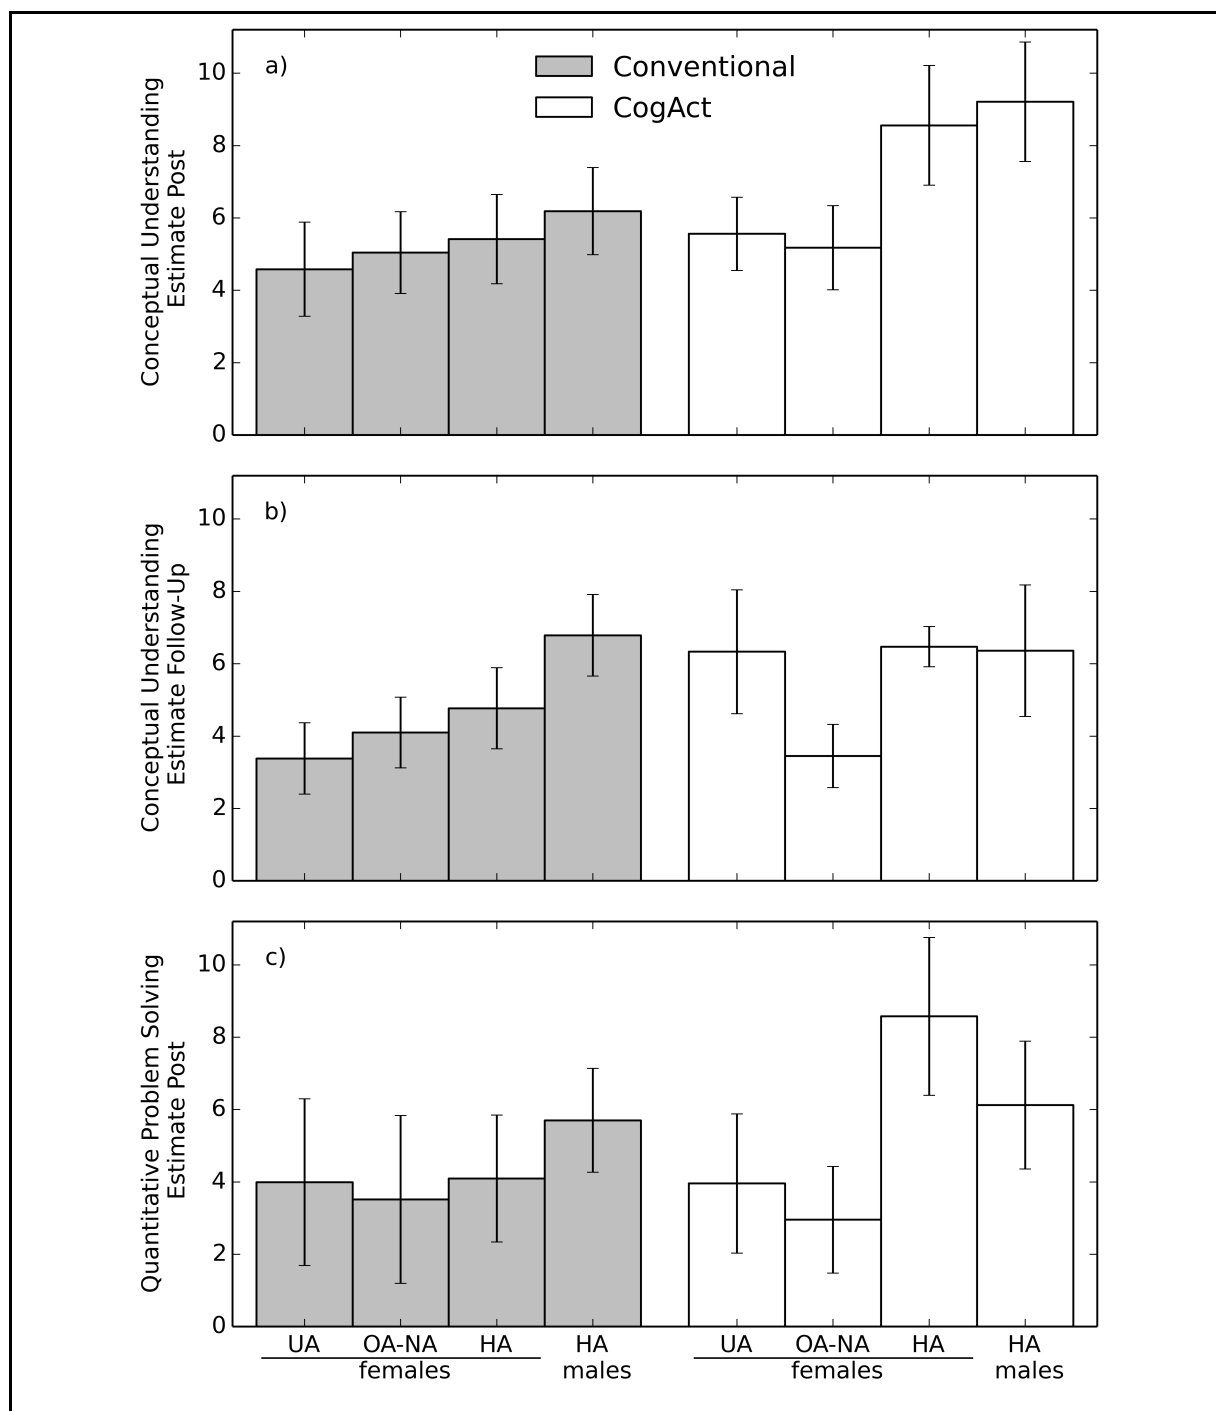 a)
Conventional
CogAct
Conceptual Understanding
Estimate Post
10
8
6
4
2
0
b)
Conceptual Understanding
Estimate Follow-Up
10
8
6
4
2
0
c)
Quantitative Problem Solving
Estimate Post
10
8
6
4
2
0
UA OA-NA HA HA UA OA-NA HA HA
females males females males